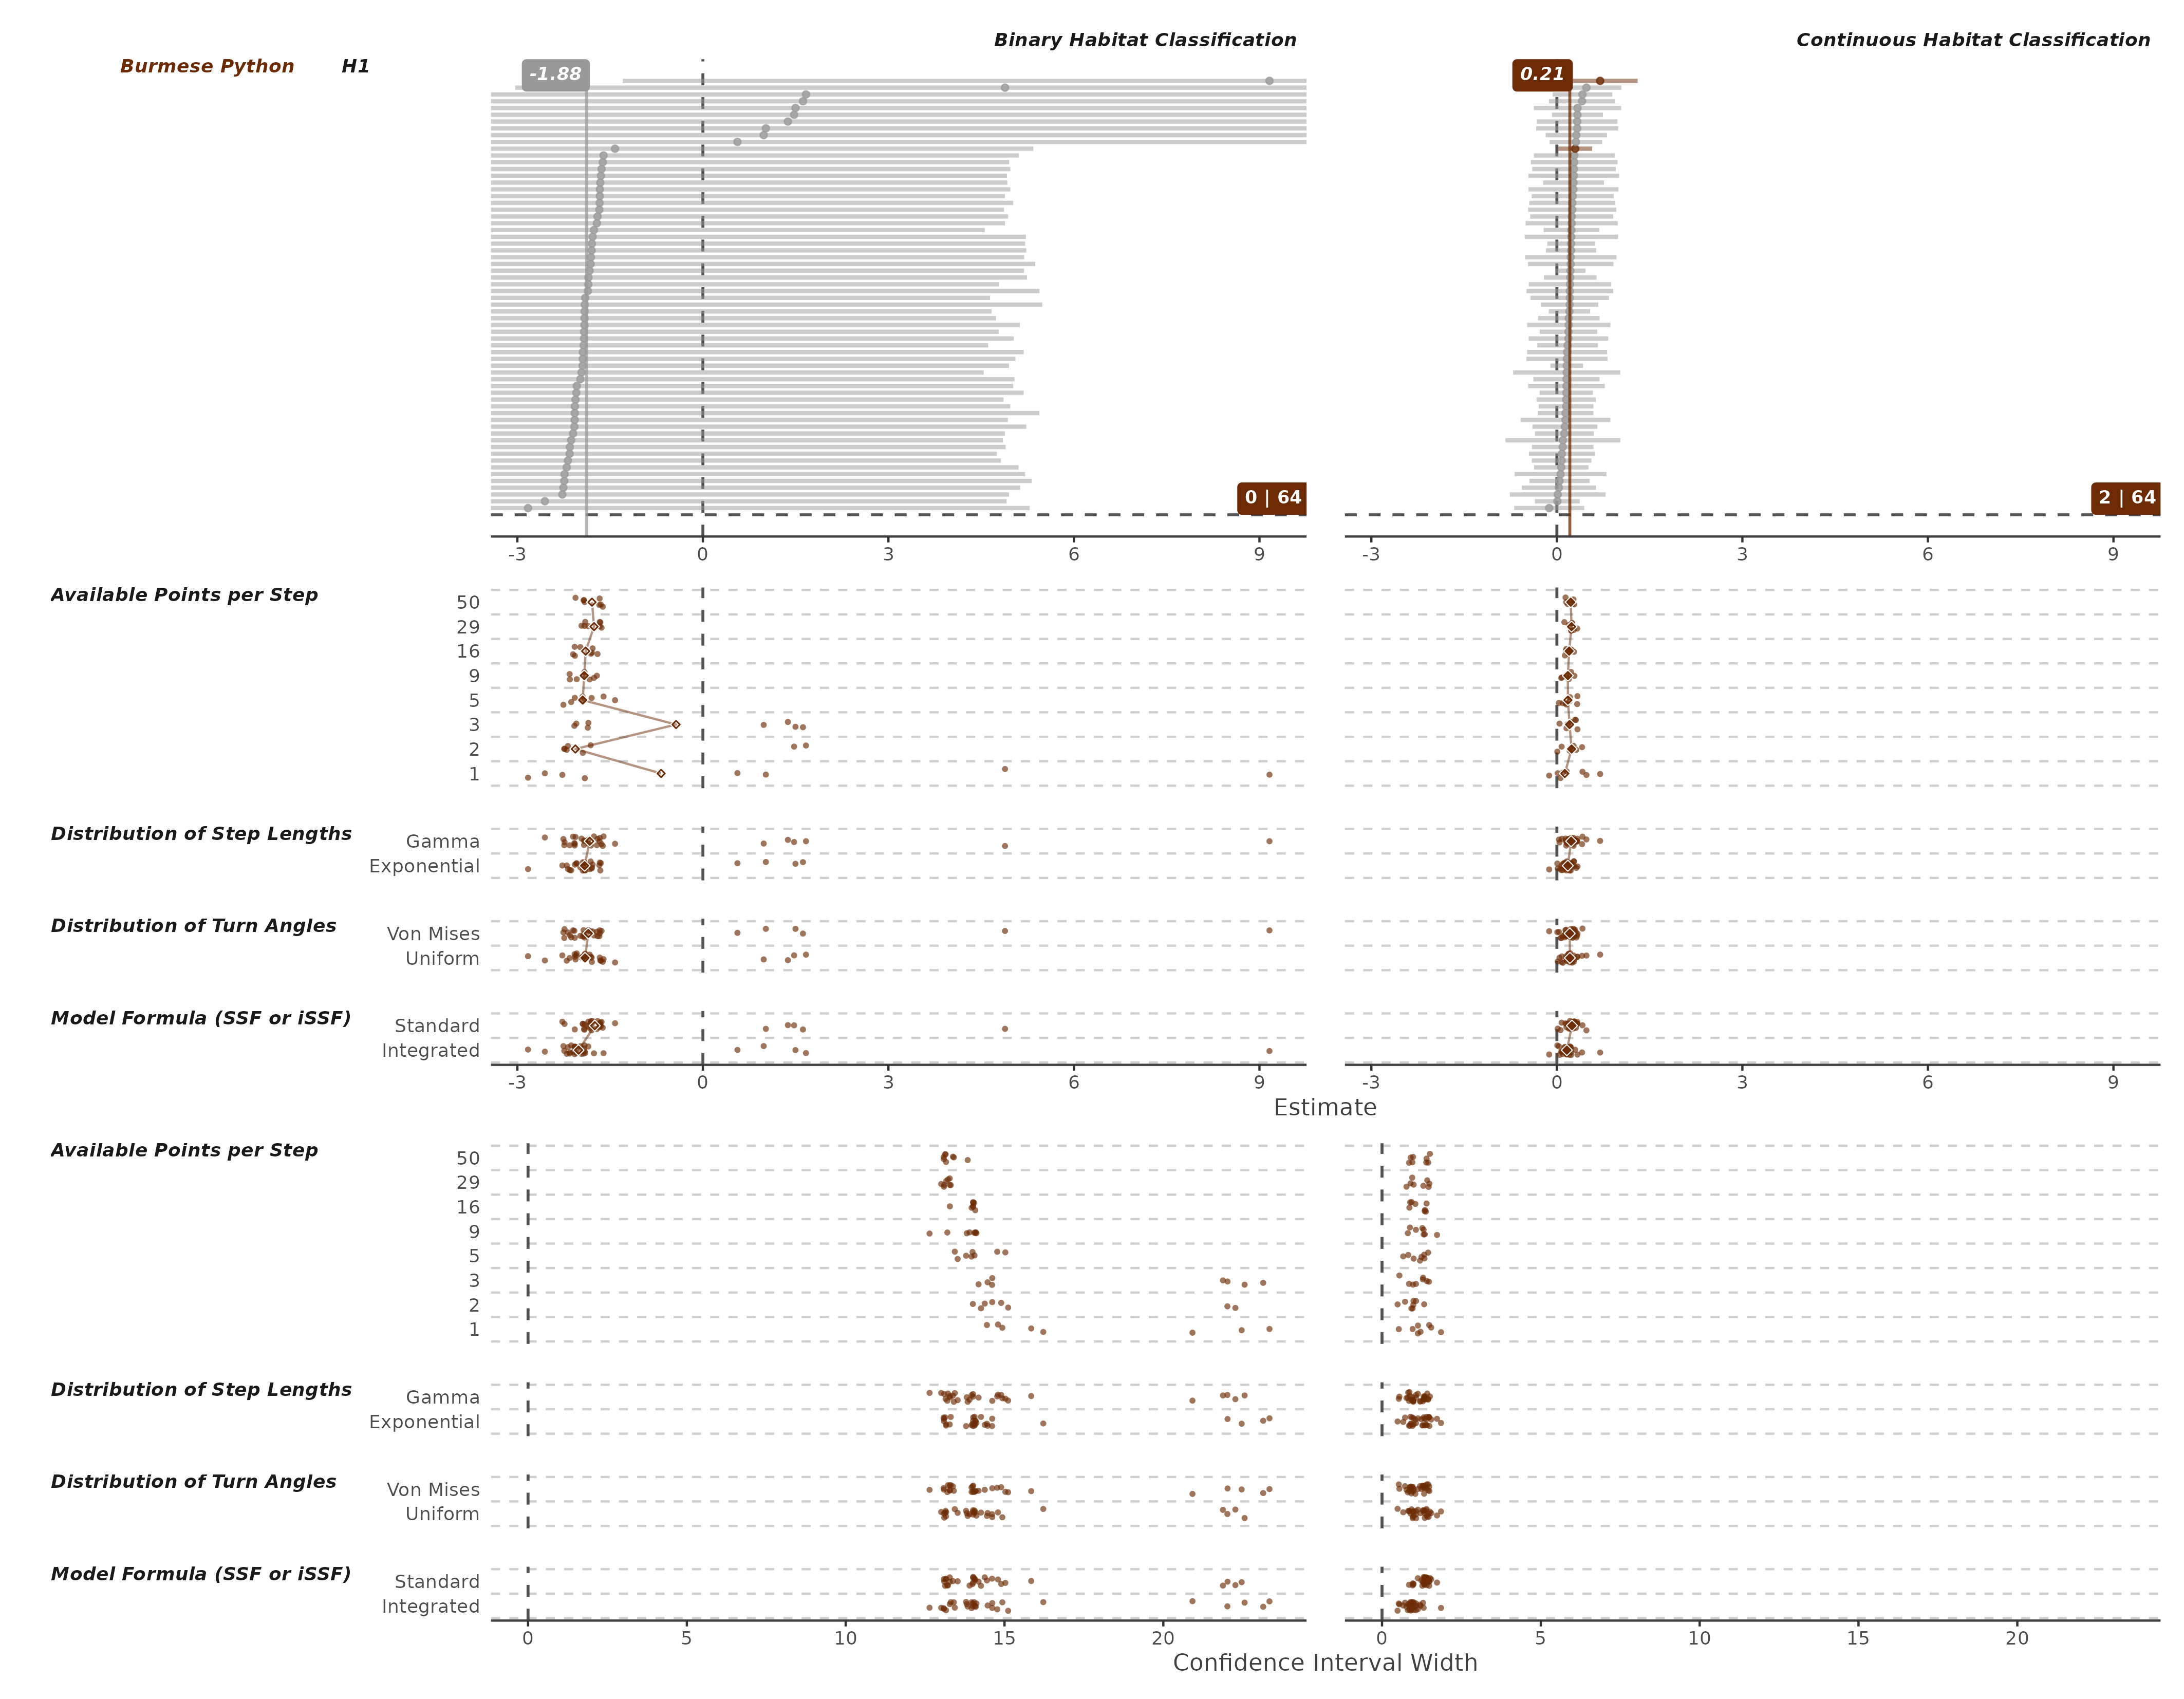 Binary Habitat Classification
Continuous Habitat Classification
Burmese Python H1
-1.88
0.21
0 | 64
2 | 64
-3 0 3 6 9
-3 0 3 6 9
Available Points per Step
50
29
16
9
5
3
2
1
Distribution of Step Lengths
Gamma
Exponential
Distribution of Turn Angles
Von Mises
Uniform
Model Formula (SSF or iSSF)
Standard
Integrated
-3 0 3 6 9
-3 0 3 6 9
Estimate
Available Points per Step
50
29
16
9
5
3
2
1
Distribution of Step Lengths
Gamma
Exponential
Distribution of Turn Angles
Von Mises
Uniform
Model Formula (SSF or iSSF)
Standard
Integrated
0 5 10 15 20
0 5 10 15 20
Confidence Interval Width